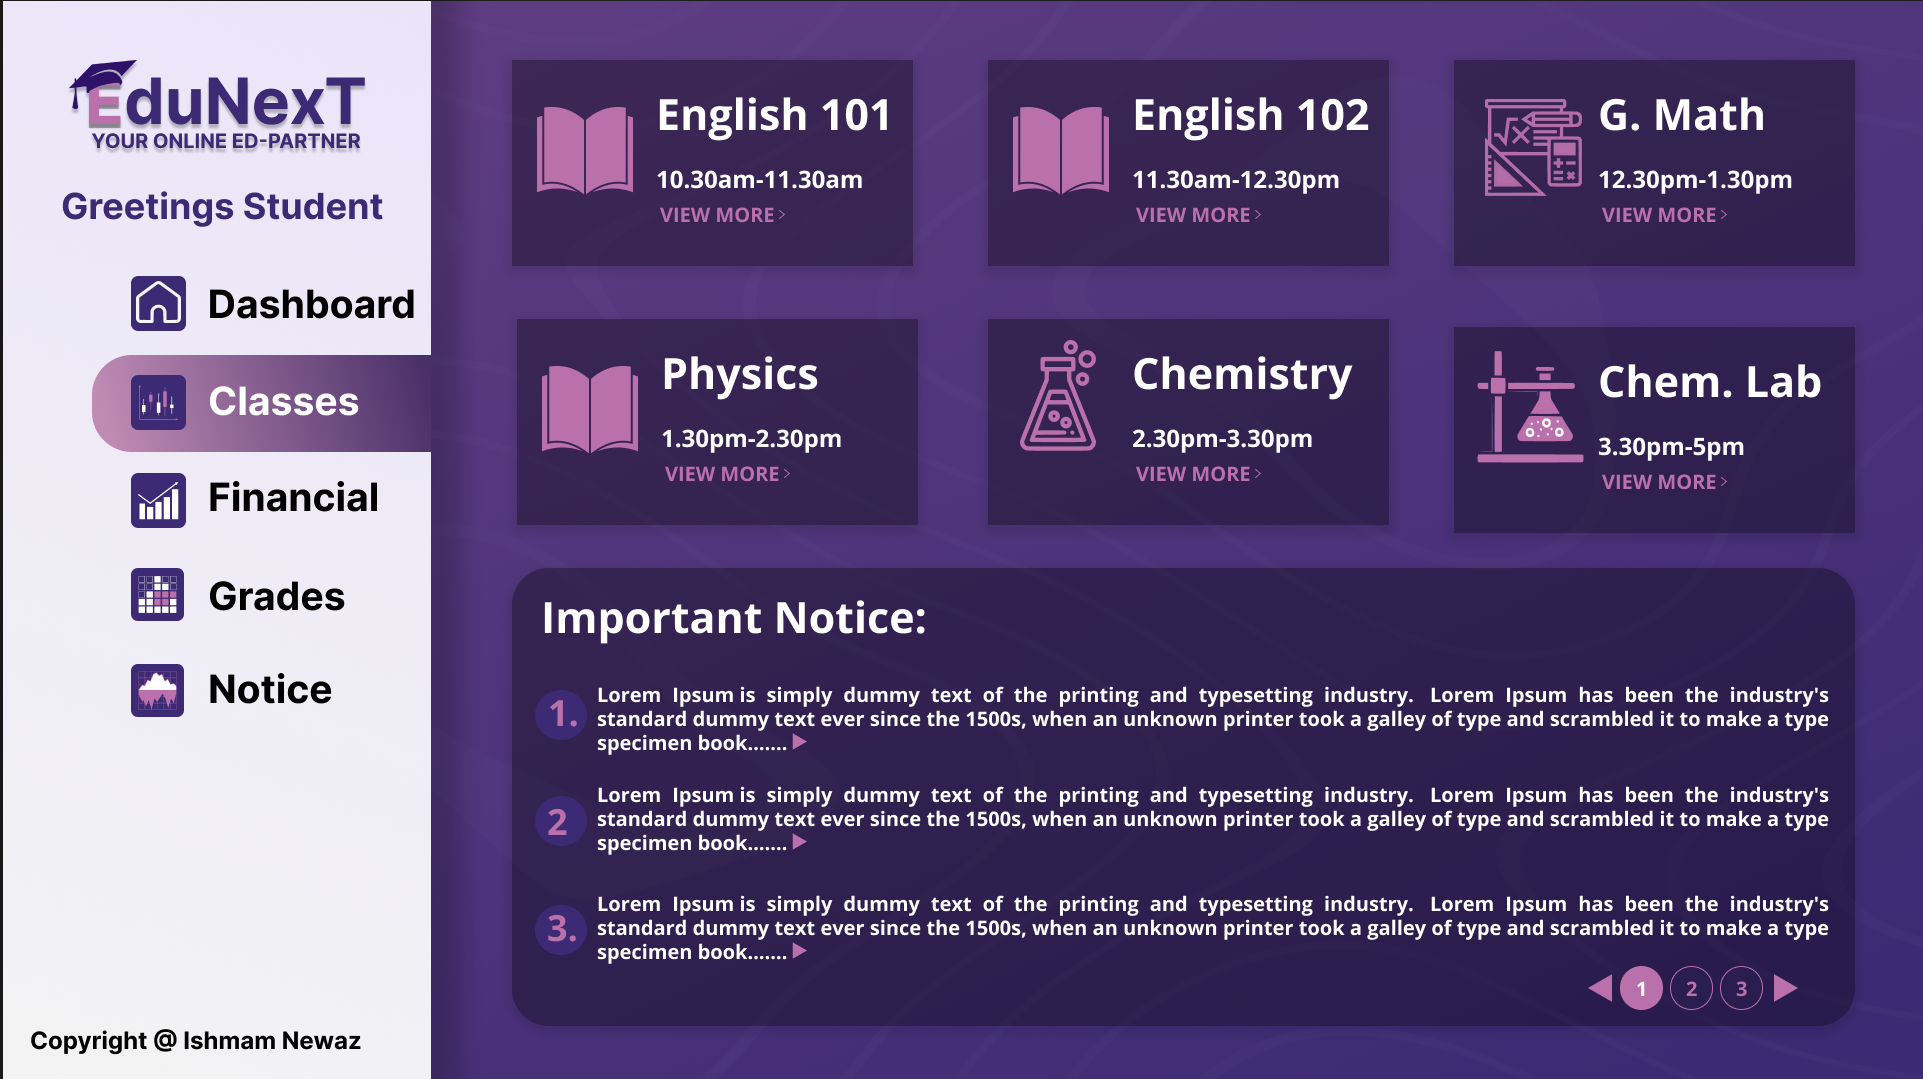 EduNexT
YOUR ONLINE ED-PARTNER
Greetings Student
Dashboard
Classes
Financial
Grades
Notice
Copyright @ Ishmam Newaz
English 101
10.30am-11.30am
VIEW MORE >
English 102
11.30am-12.30pm
VIEW MORE >
G. Math
12.30pm-1.30pm
VIEW MORE >
Physics
1.30pm-2.30pm
VIEW MORE >
Chemistry
2.30pm-3.30pm
VIEW MORE >
Chem. Lab
3.30pm-5pm
VIEW MORE >
Important Notice:
1.
Lorem Ipsum is simply dummy text of the printing and typesetting industry. Lorem Ipsum has been the industry's
standard dummy text ever since the 1500s, when an unknown printer took a galley of type and scrambled it to make a type
specimen book.......
2
Lorem Ipsum is simply dummy text of the printing and typesetting industry. Lorem Ipsum has been the industry's
standard dummy text ever since the 1500s, when an unknown printer took a galley of type and scrambled it to make a type
specimen book.......
3.
Lorem Ipsum is simply dummy text of the printing and typesetting industry. Lorem Ipsum has been the industry's
standard dummy text ever since the 1500s, when an unknown printer took a galley of type and scrambled it to make a type
specimen book.......
1 2 3